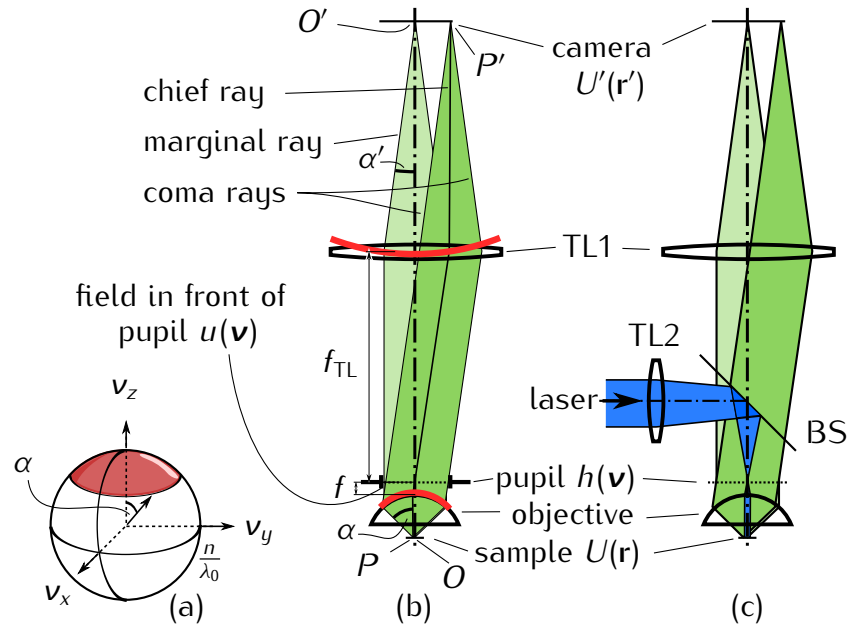 O′
P′
camera
U′(r′)
chief ray
marginal ray
α′
coma rays
TL1
field in front of
pupil u(ν)
f_TL
TL2
laser
BS
ν_z
α
ν_y
n/λ₀
ν_x
f
pupil h(ν)
objective
α
sample U(r)
P
O
(a)
(b)
(c)